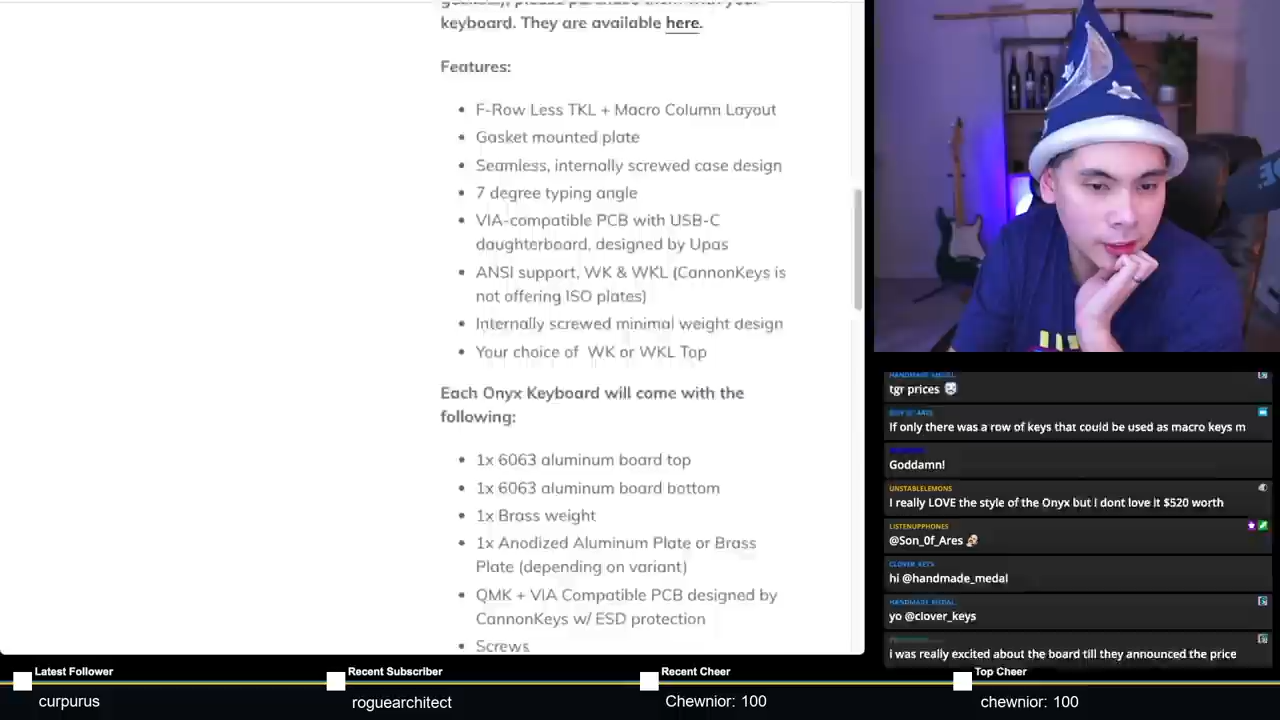 keyboard. They are available here.
Features:
F-Row Less TKL + Macro Column Layout
Gasket mounted plate
Seamless, internally screwed case design
7 degree typing angle
VIA-compatible PCB with USB-C
daughterboard, designed by Upas
ANSI support, WK & WKL (CannonKeys is
not offering ISO plates)
Internally screwed minimal weight design
Your choice of WK or WKL Top
Each Onyx Keyboard will come with the
following:
1x 6063 aluminum board top
1x 6063 aluminum board bottom
1x Brass weight
1x Anodized Aluminum Plate or Brass
Plate (depending on variant)
QMK + VIA Compatible PCB designed by
CannonKeys w/ ESD protection
Screws
HANDMADE_MEDAL
tgr prices
If only there was a row of keys that could be used as macro keys m
Goddamn!
UNSTABLELEMONS
I really LOVE the style of the Onyx but I dont love it $520 worth
LISTENUPPHONES
@Son_0f_Ares
CLOVER_KEYS
hi @handmade_medal
HANDMADE_MEDAL
yo @clover_keys
i was really excited about the board till they announced the price
Latest Follower
curpurus
Recent Subscriber
roguearchitect
Recent Cheer
Chewnior: 100
Top Cheer
chewnior: 100